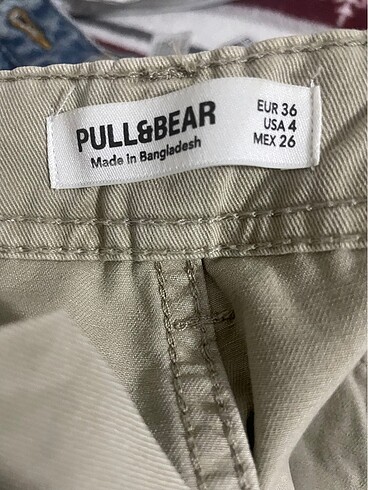 PULL&BEAR
Made in Bangladesh
EUR 36
USA 4
MEX 26